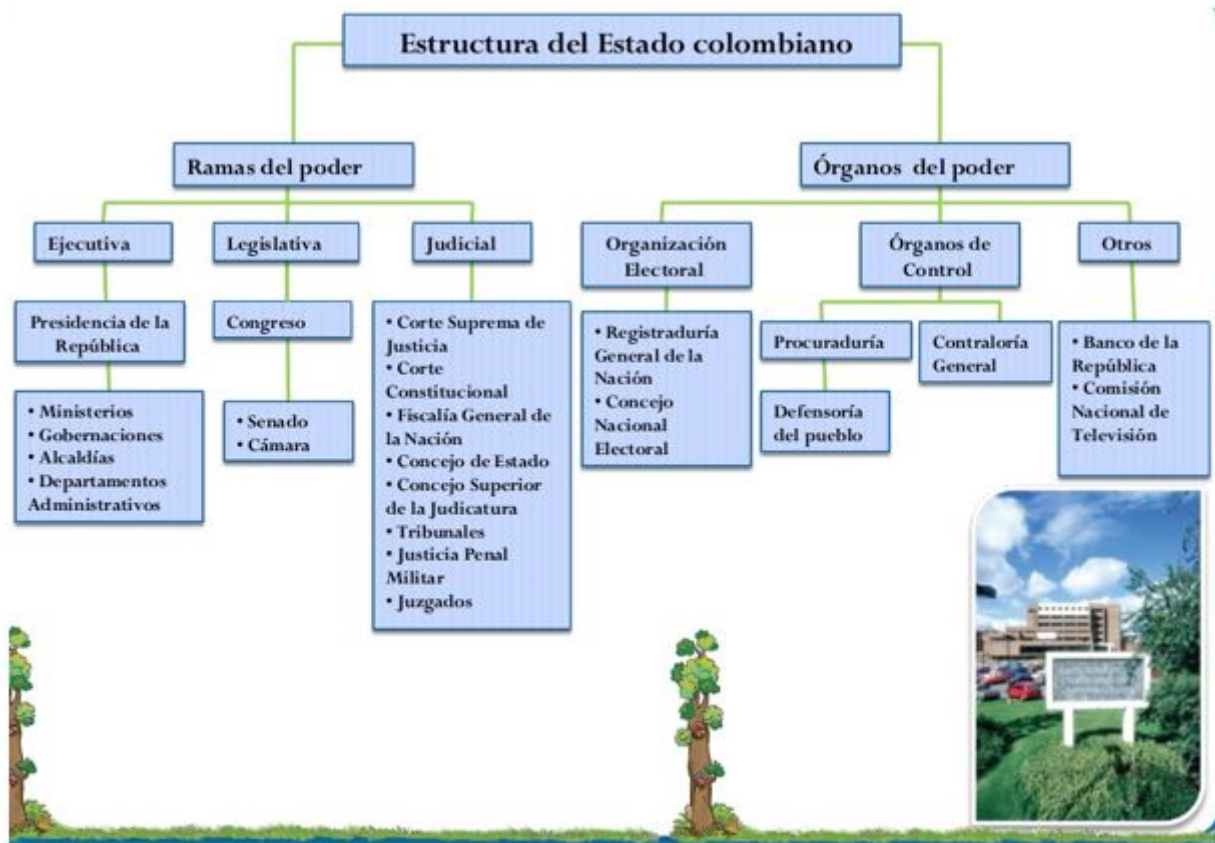 Estructura del Estado colombiano
Ramas del poder
Órganos del poder
Ejecutiva
Legislativa
Judicial
Organización
Electoral
Órganos de
Control
Otros
Presidencia de la
República
Congreso
• Corte Suprema de
Justicia
• Corte
Constitucional
• Fiscalía General de
la Nación
• Concejo de Estado
• Concejo Superior
de la Judicatura
• Tribunales
• Justicia Penal
Militar
• Juzgados
• Registraduría
General de la
Nación
• Concejo
Nacional
Electoral
Procuraduría
Contraloría
General
• Banco de la
República
• Comisión
Nacional de
Televisión
• Ministerios
• Gobernaciones
• Alcaldías
• Departamentos
Administrativos
• Senado
• Cámara
Defensoría
del pueblo